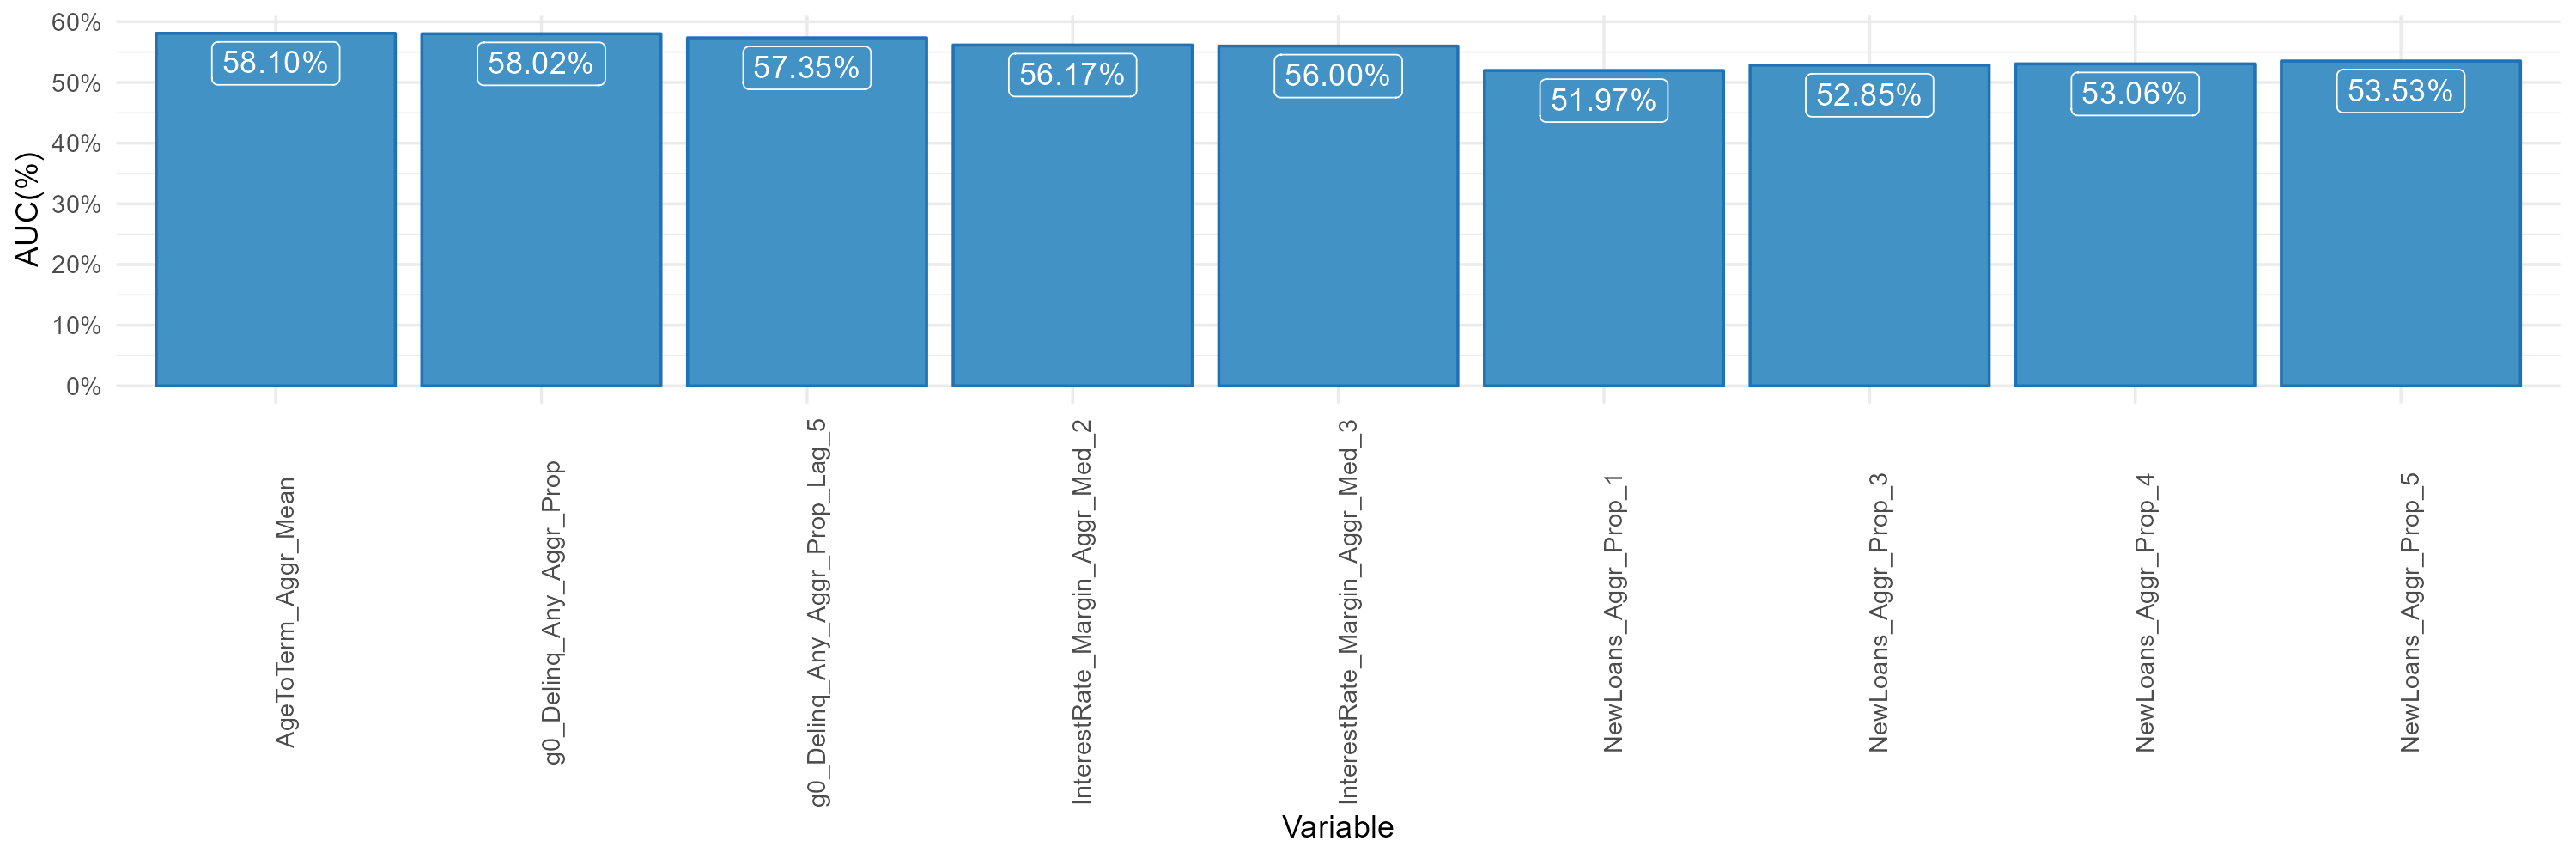 AUC(%)
60%
50%
40%
30%
20%
10%
0%
58.10%
58.02%
57.35%
56.17%
56.00%
51.97%
52.85%
53.06%
53.53%
AgeToTerm_Aggr_Mean
g0_Delinq_Any_Aggr_Prop
g0_Delinq_Any_Aggr_Prop_Lag_5
InterestRate_Margin_Aggr_Med_2
InterestRate_Margin_Aggr_Med_3
NewLoans_Aggr_Prop_1
NewLoans_Aggr_Prop_3
NewLoans_Aggr_Prop_4
NewLoans_Aggr_Prop_5
Variable